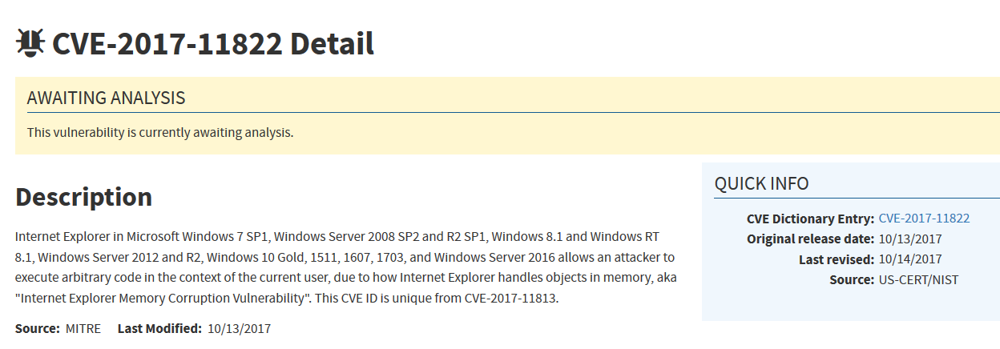 CVE-2017-11822 Detail
AWAITING ANALYSIS
This vulnerability is currently awaiting analysis.
Description
Internet Explorer in Microsoft Windows 7 SP1, Windows Server 2008 SP2 and R2 SP1, Windows 8.1 and Windows RT
8.1, Windows Server 2012 and R2, Windows 10 Gold, 1511, 1607, 1703, and Windows Server 2016 allows an attacker to
execute arbitrary code in the context of the current user, due to how Internet Explorer handles objects in memory, aka
"Internet Explorer Memory Corruption Vulnerability". This CVE ID is unique from CVE-2017-11813.
Source: MITRE Last Modified: 10/13/2017
QUICK INFO
CVE Dictionary Entry: CVE-2017-11822
Original release date: 10/13/2017
Last revised: 10/14/2017
Source: US-CERT/NIST